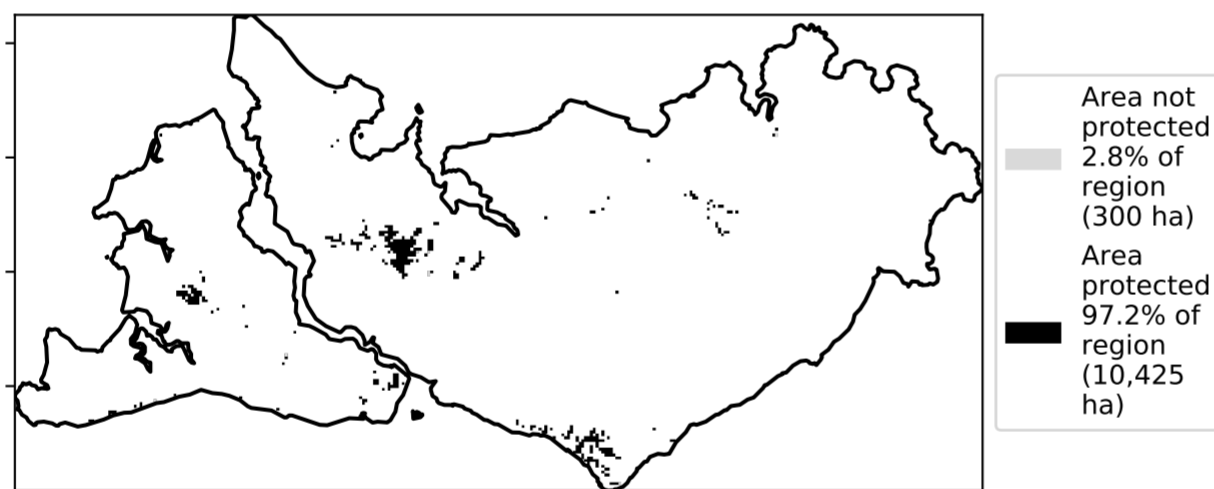 Area not
protected
2.8% of
region
(300 ha)
Area
protected
97.2% of
region
(10,425
ha)